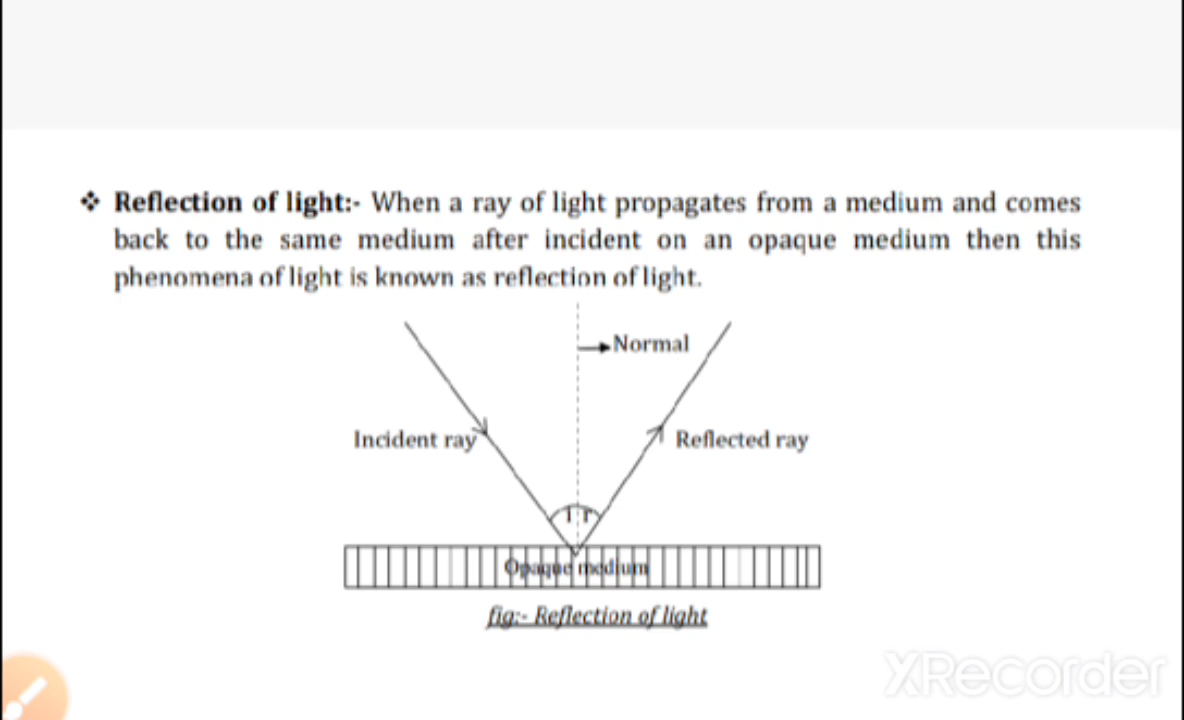 ❖ Reflection of light:- When a ray of light propagates from a medium and comes
back to the same medium after incident on an opaque medium then this
phenomena of light is known as reflection of light.
Normal
Incident ray
Reflected ray
i r
Opaque medium
fig:- Reflection of light
XRecorder